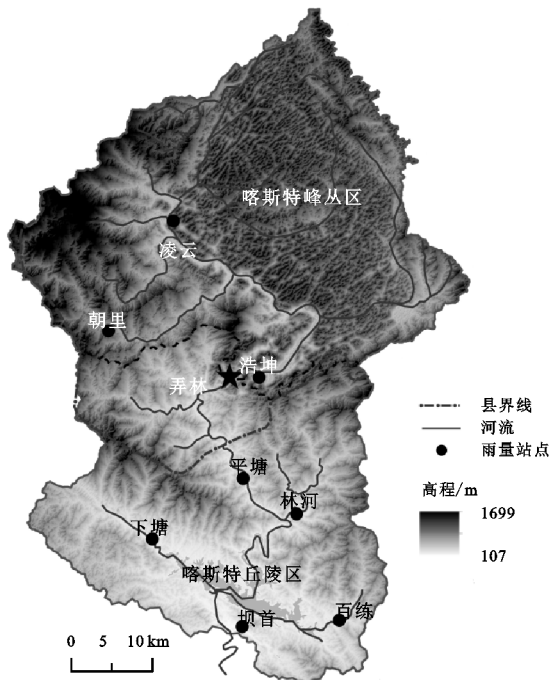 喀斯特峰丛区
凌云
朝里
浩坤
弄林
县界线
河流
雨量站点
平塘
高程/m
林河
1699
下塘
107
喀斯特丘陵区
百练
坝首
0 5 10 km